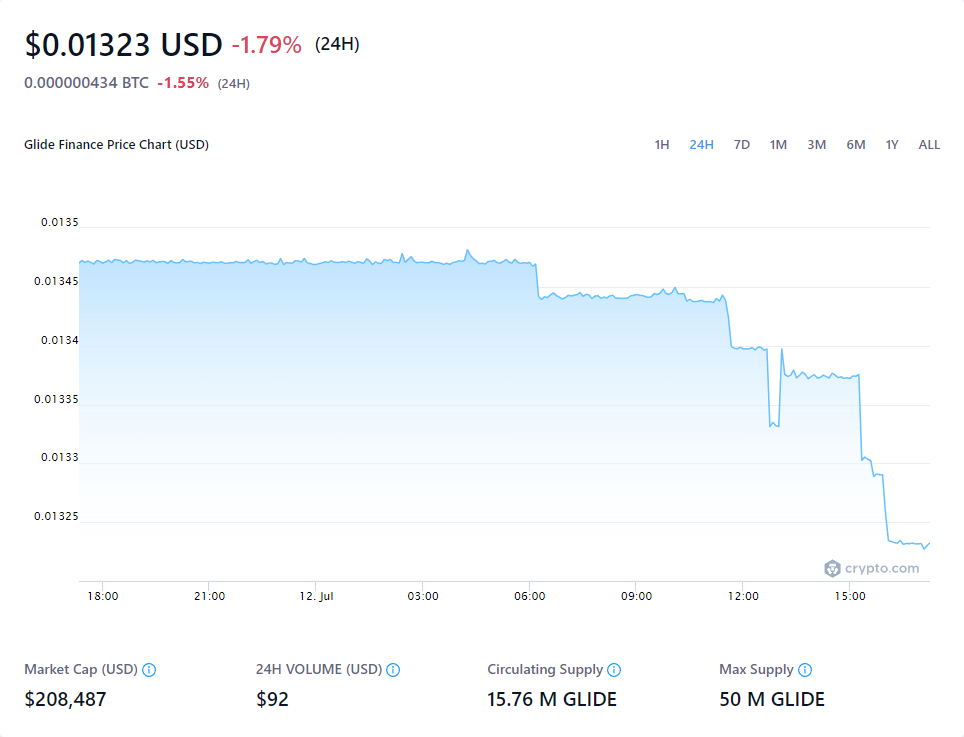 $0.01323 USD -1.79% (24H)
0.000000434 BTC -1.55% (24H)
Glide Finance Price Chart (USD) 1H 24H 7D 1M 3M 6M 1Y ALL
0.0135
0.01345
0.0134
0.01335
0.0133
0.01325
crypto.com
18:00 21:00 12. Jul 03:00 06:00 09:00 12:00 15:00
Market Cap (USD) 24H VOLUME (USD) Circulating Supply Max Supply
$208,487 $92 15.76 M GLIDE 50 M GLIDE